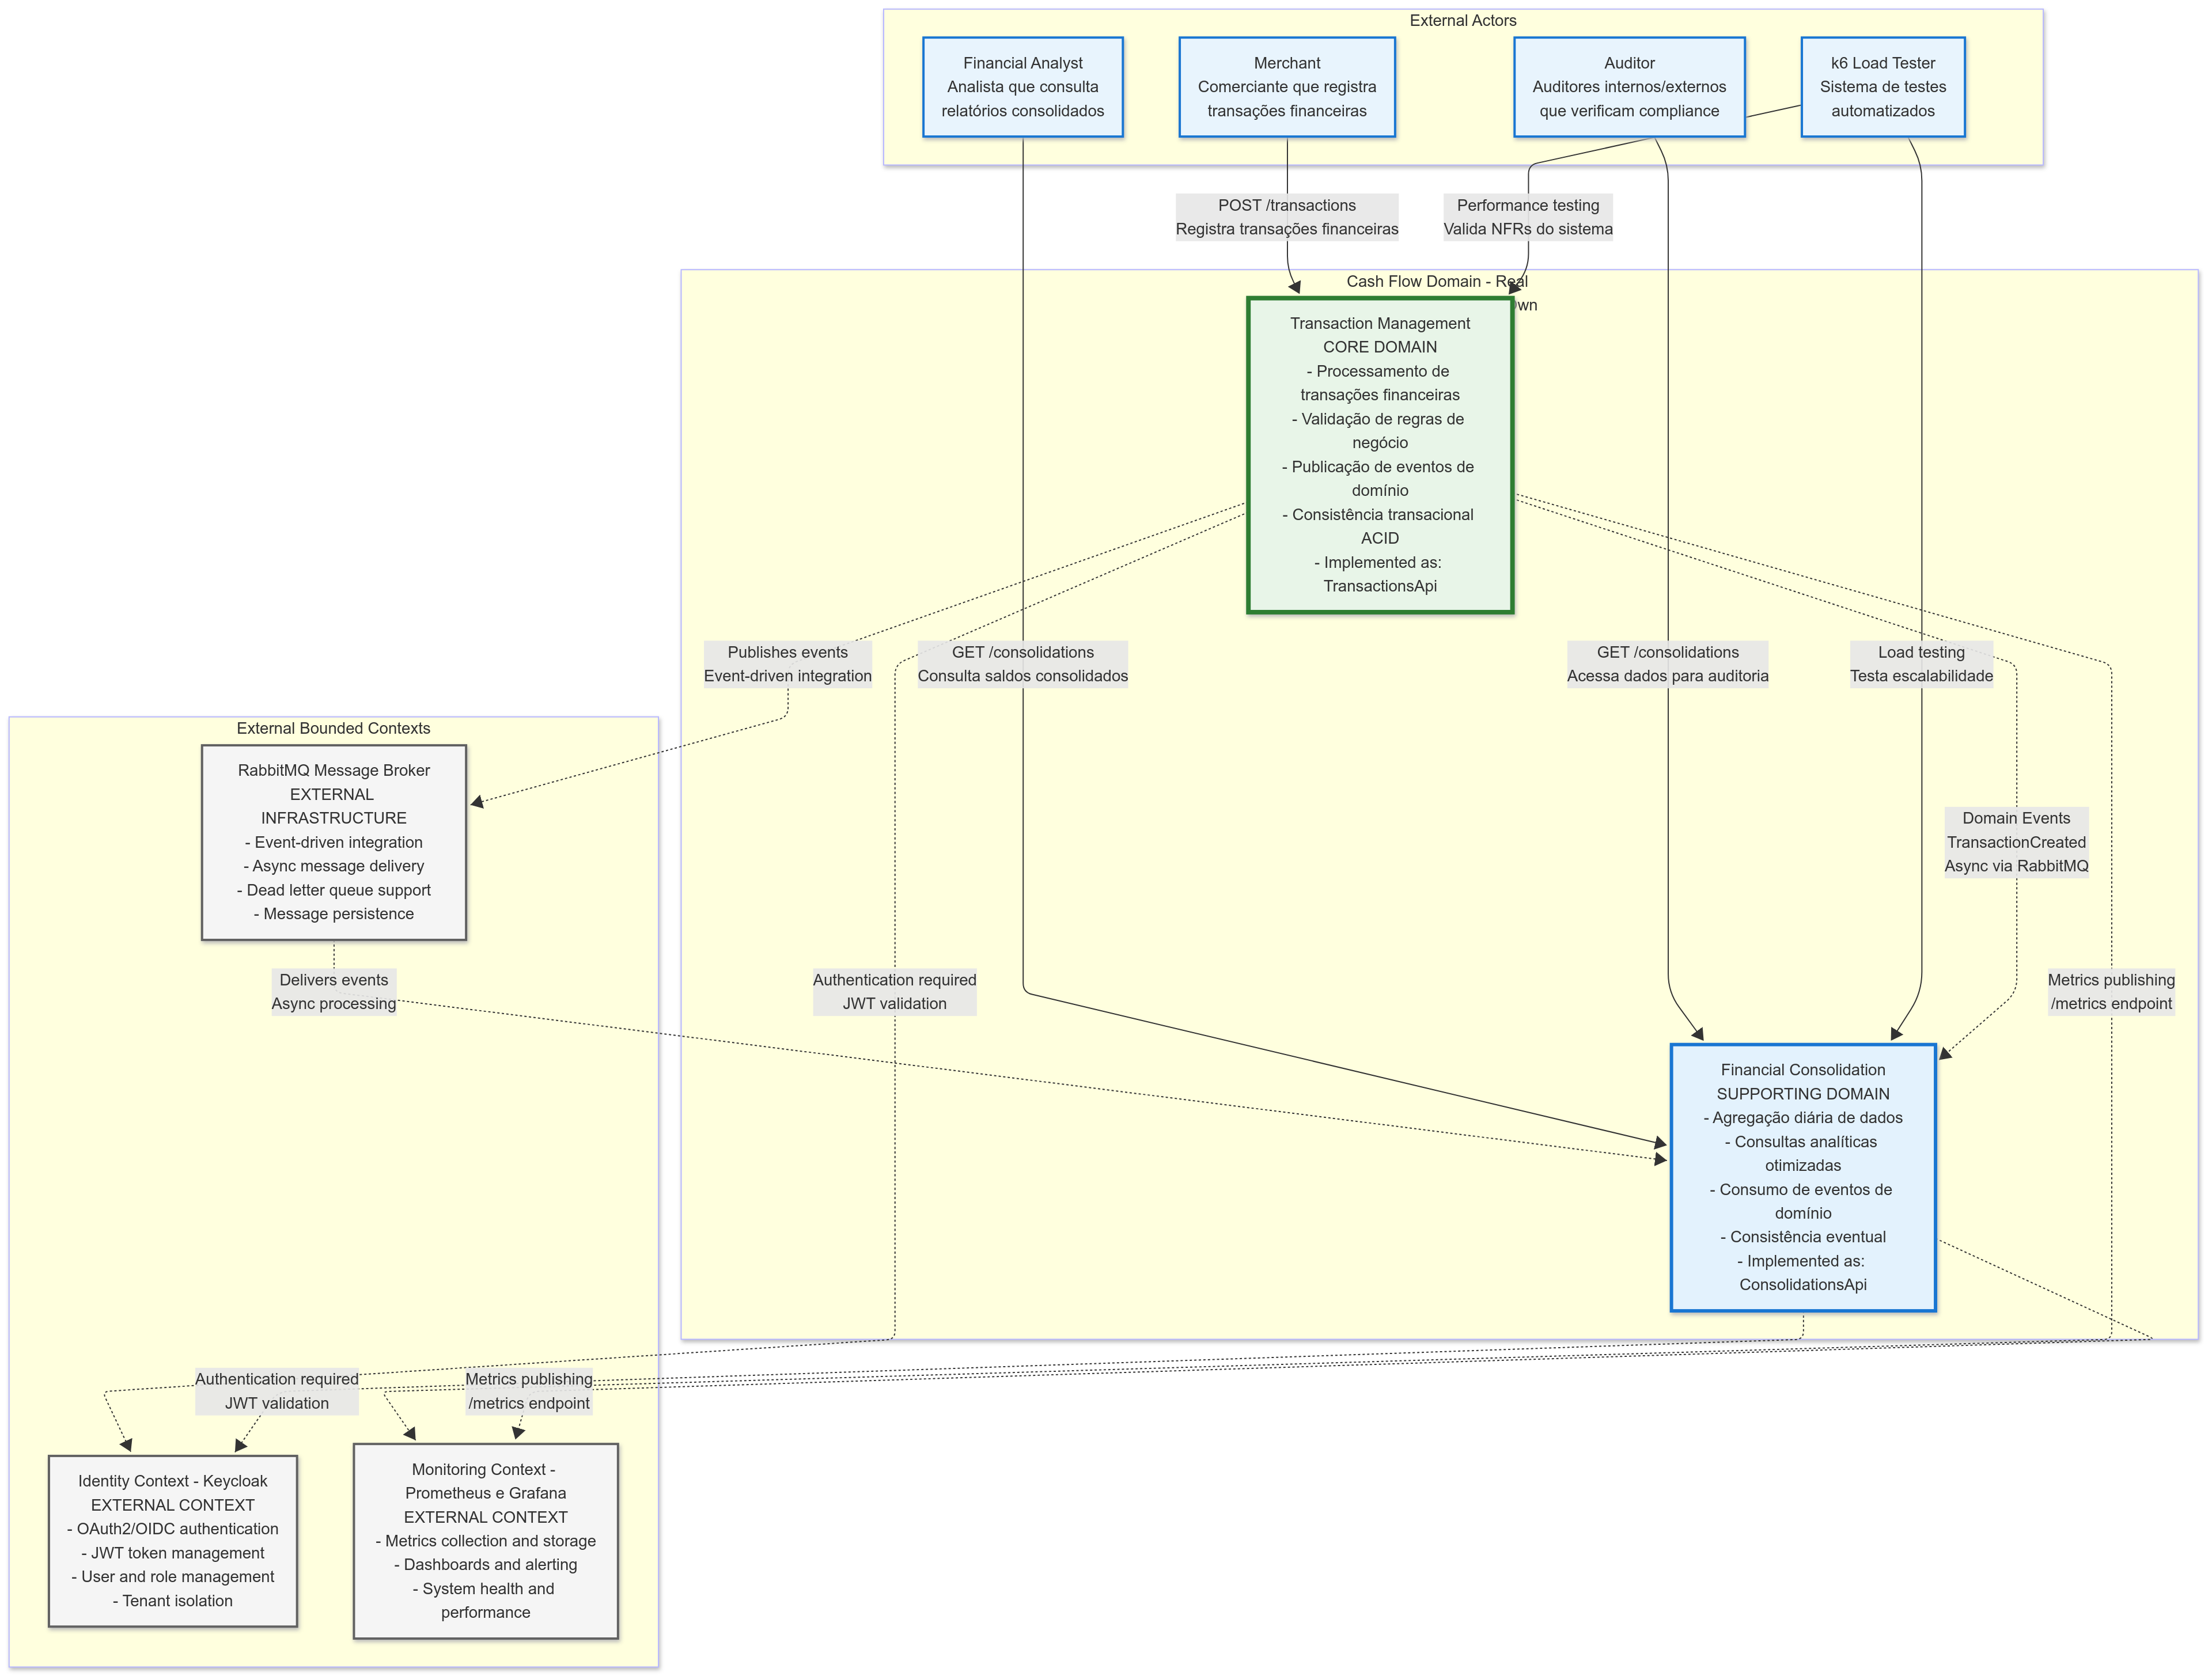 External Actors
Financial Analyst
Analista que consulta
relatórios consolidados
Merchant
Comerciante que registra
transações financeiras
Auditor
Auditores internos/externos
que verificam compliance
k6 Load Tester
Sistema de testes
automatizados
POST /transactions
Registra transações financeiras
Performance testing
Valida NFRs do sistema
Cash Flow Domain - Real
Transaction Management
CORE DOMAIN
- Processamento de
transações financeiras
- Validação de regras de
negócio
- Publicação de eventos de
domínio
- Consistência transacional
ACID
- Implemented as:
TransactionsApi
Publishes events
Event-driven integration
GET /consolidations
Consulta saldos consolidados
GET /consolidations
Acessa dados para auditoria
Load testing
Testa escalabilidade
External Bounded Contexts
RabbitMQ Message Broker
EXTERNAL
INFRASTRUCTURE
- Event-driven integration
- Async message delivery
- Dead letter queue support
- Message persistence
Domain Events
TransactionCreated
Async via RabbitMQ
Delivers events
Async processing
Authentication required
JWT validation
Metrics publishing
/metrics endpoint
Financial Consolidation
SUPPORTING DOMAIN
- Agregação diária de dados
- Consultas analíticas
otimizadas
- Consumo de eventos de
domínio
- Consistência eventual
- Implemented as:
ConsolidationsApi
Authentication required
JWT validation
Metrics publishing
/metrics endpoint
Identity Context - Keycloak
EXTERNAL CONTEXT
- OAuth2/OIDC authentication
- JWT token management
- User and role management
- Tenant isolation
Monitoring Context -
Prometheus e Grafana
EXTERNAL CONTEXT
- Metrics collection and storage
- Dashboards and alerting
- System health and
performance